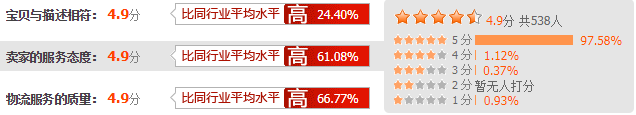 宝贝与描述相符： 4.9分 比同行业平均水平 高 24.40%
卖家的服务态度： 4.9分 比同行业平均水平 高 61.08%
物流服务的质量： 4.9分 比同行业平均水平 高 66.77%
4.9分 共538人
5分 97.58%
4分 1.12%
3分 0.37%
2分 暂无人打分
1分 0.93%